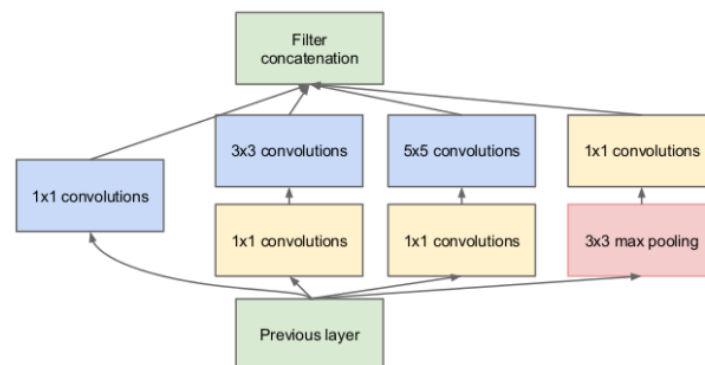 Filter
concatenation
3x3 convolutions
5x5 convolutions
1x1 convolutions
1x1 convolutions
1x1 convolutions
1x1 convolutions
3x3 max pooling
Previous layer